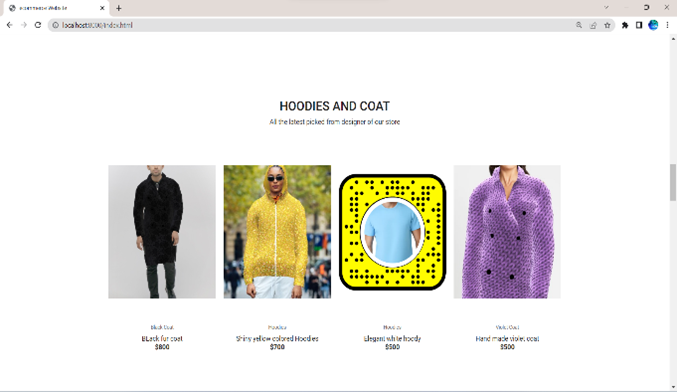 ecommerce Website
localhost:8000/index.html
HOODIES AND COAT
All the latest picked from designer of our store
Black Coat
BLack fur coat
$800
Hoodies
Shiny yellow colored Hoodies
$700
Hoodies
Elegant white hoody
$500
Violet Coat
Hand made violet coat
$500